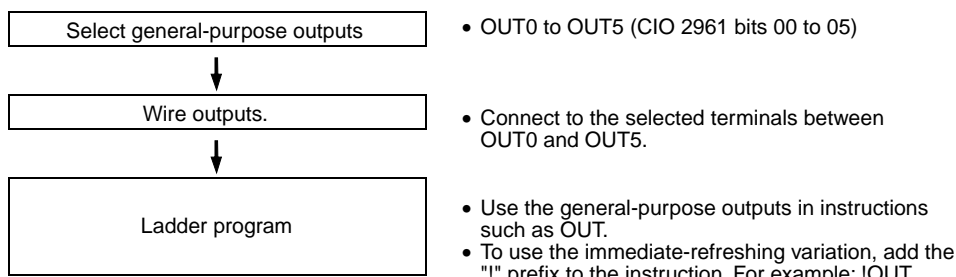 Select general-purpose outputs
• OUT0 to OUT5 (CIO 2961 bits 00 to 05)
Wire outputs.
• Connect to the selected terminals between
OUT0 and OUT5.
Ladder program
• Use the general-purpose outputs in instructions
such as OUT.
• To use the immediate-refreshing variation, add the
"!" prefix to the instruction. For example: !OUT